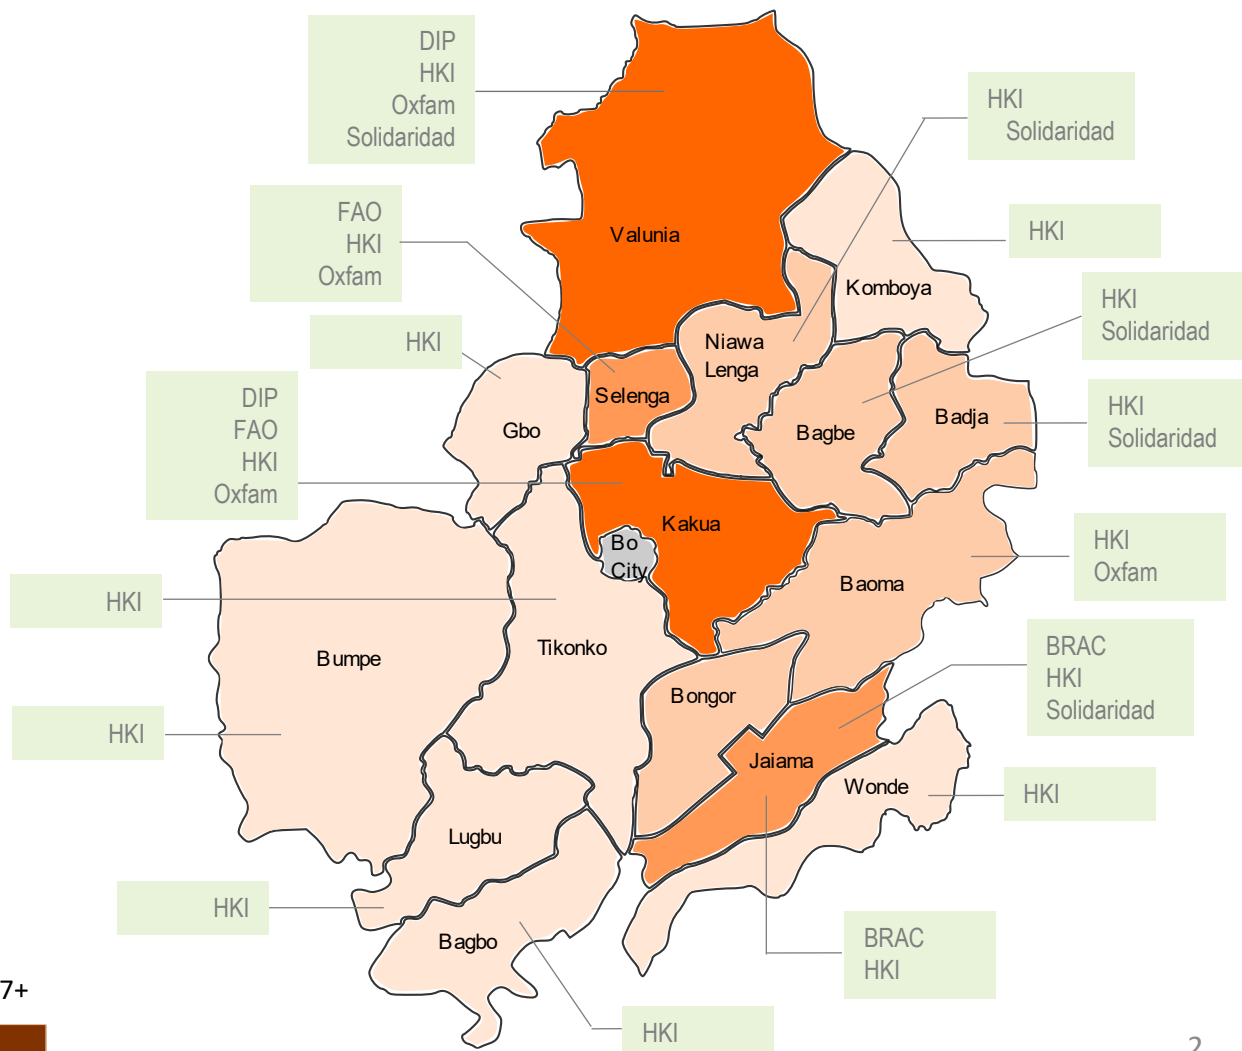 DIP
HKI
Oxfam
Solidaridad
HKI
Solidaridad
FAO
HKI
Oxfam
HKI
Valunia
Komboya
HKI
Solidaridad
HKI
Niawa
Lenga
Selenga
DIP
FAO
HKI
Oxfam
Gbo
Bagbe
Badja
HKI
Solidaridad
Kakua
Bo
City
HKI
Oxfam
Baoma
HKI
Tikonko
Bumpe
BRAC
HKI
Solidaridad
Bongor
HKI
Jaiama
Wonde
HKI
Lugbu
HKI
Bagbo
BRAC
HKI
7+
HKI
2